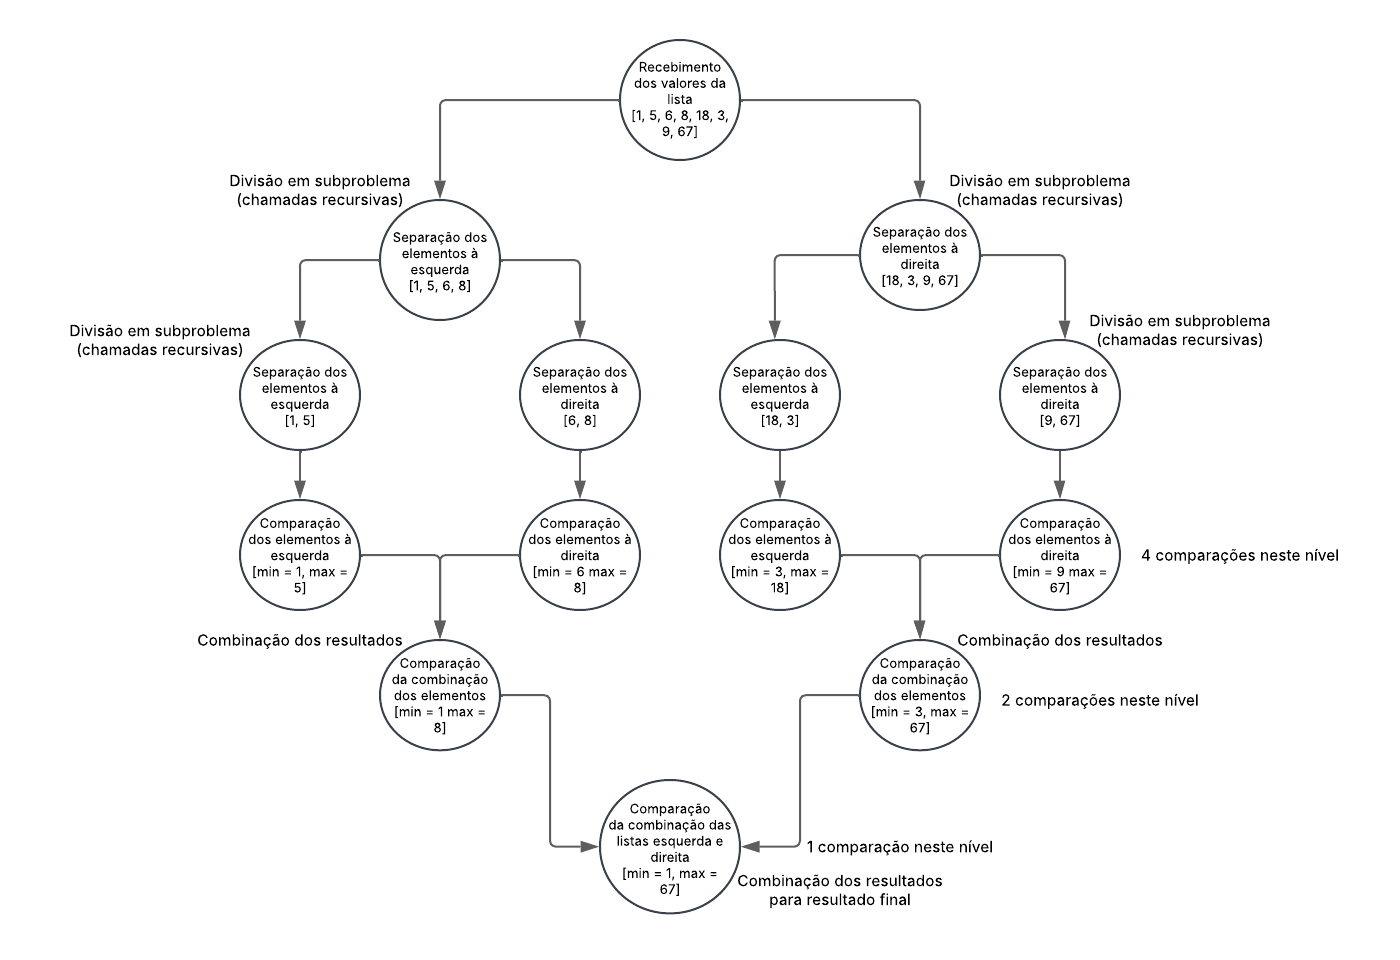 Recebimento
dos valores da
lista
[1, 5, 6, 8, 18, 3,
9, 67]
Divisão em subproblema
(chamadas recursivas)
Divisão em subproblema
(chamadas recursivas)
Separação dos
elementos à
esquerda
[1, 5, 6, 8]
Separação dos
elementos à
direita
[18, 3, 9, 67]
Divisão em subproblema
(chamadas recursivas)
Divisão em subproblema
(chamadas recursivas)
Separação dos
elementos à
esquerda
[1, 5]
Separação dos
elementos à
direita
[6, 8]
Separação dos
elementos à
esquerda
[18, 3]
Separação dos
elementos à
direita
[9, 67]
Comparação
dos elementos à
esquerda
[min = 1, max =
5]
Comparação
dos elementos à
direita
[min = 6 max =
8]
Comparação
dos elementos à
esquerda
[min = 3, max =
18]
Comparação
dos elementos à
direita
[min = 9 max =
67]
4 comparações neste nível
Combinação dos resultados
Combinação dos resultados
Comparação
da combinação
dos elementos
[min = 1 max =
8]
Comparação
da combinação
dos elementos
[min = 3, max =
67]
2 comparações neste nível
Comparação
da combinação das
listas esquerda e
direita
[min = 1, max =
67]
1 comparação neste nível
Combinação dos resultados
para resultado final